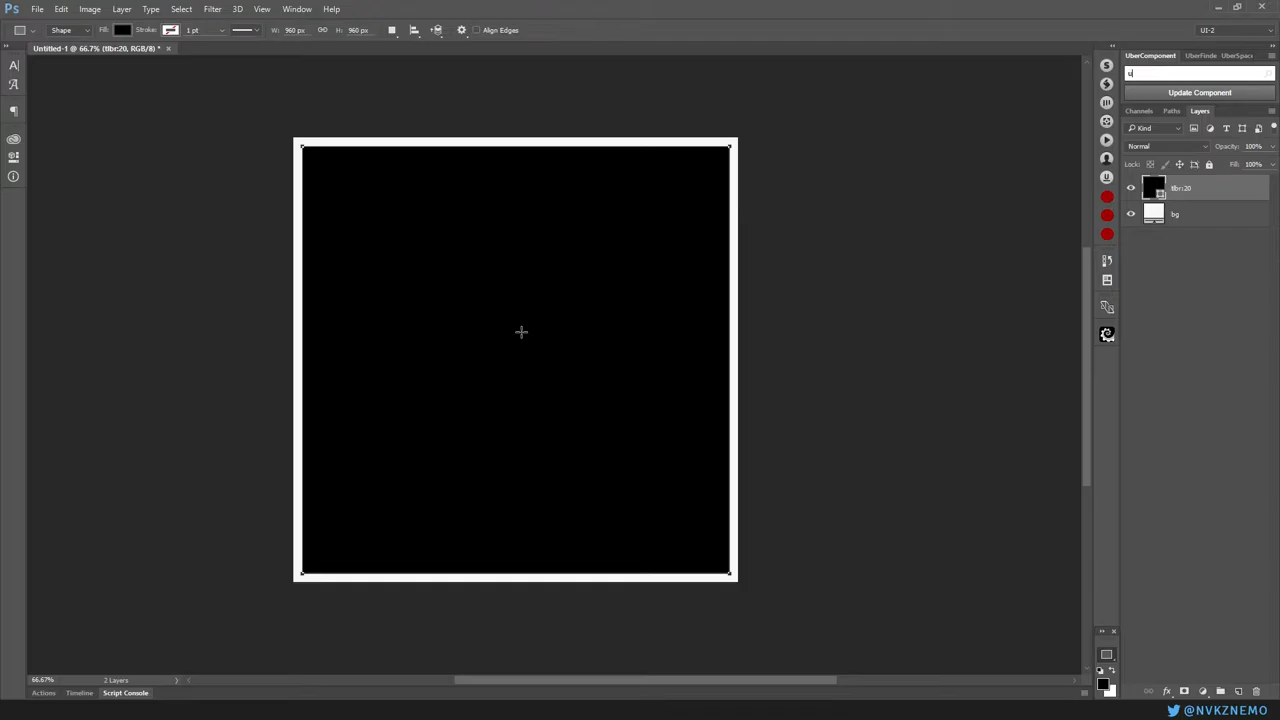 Ps File Edit Image Layer Type Select Filter 3D View Window Help
Shape Fill: Stroke: 1 pt W: 960 px H: 960 px Align Edges UI-2
Untitled-1 @ 66.7% (tlbr:20, RGB/8) * ×
UberComponent UberFinde UberSpac
u
Update Component
Channels Paths Layers
Kind
Normal Opacity: 100%
Lock: Fill: 100%
tlbr:20
bg
66.67% 2 Layers
Actions Timeline Script Console
@NVKZNEMO